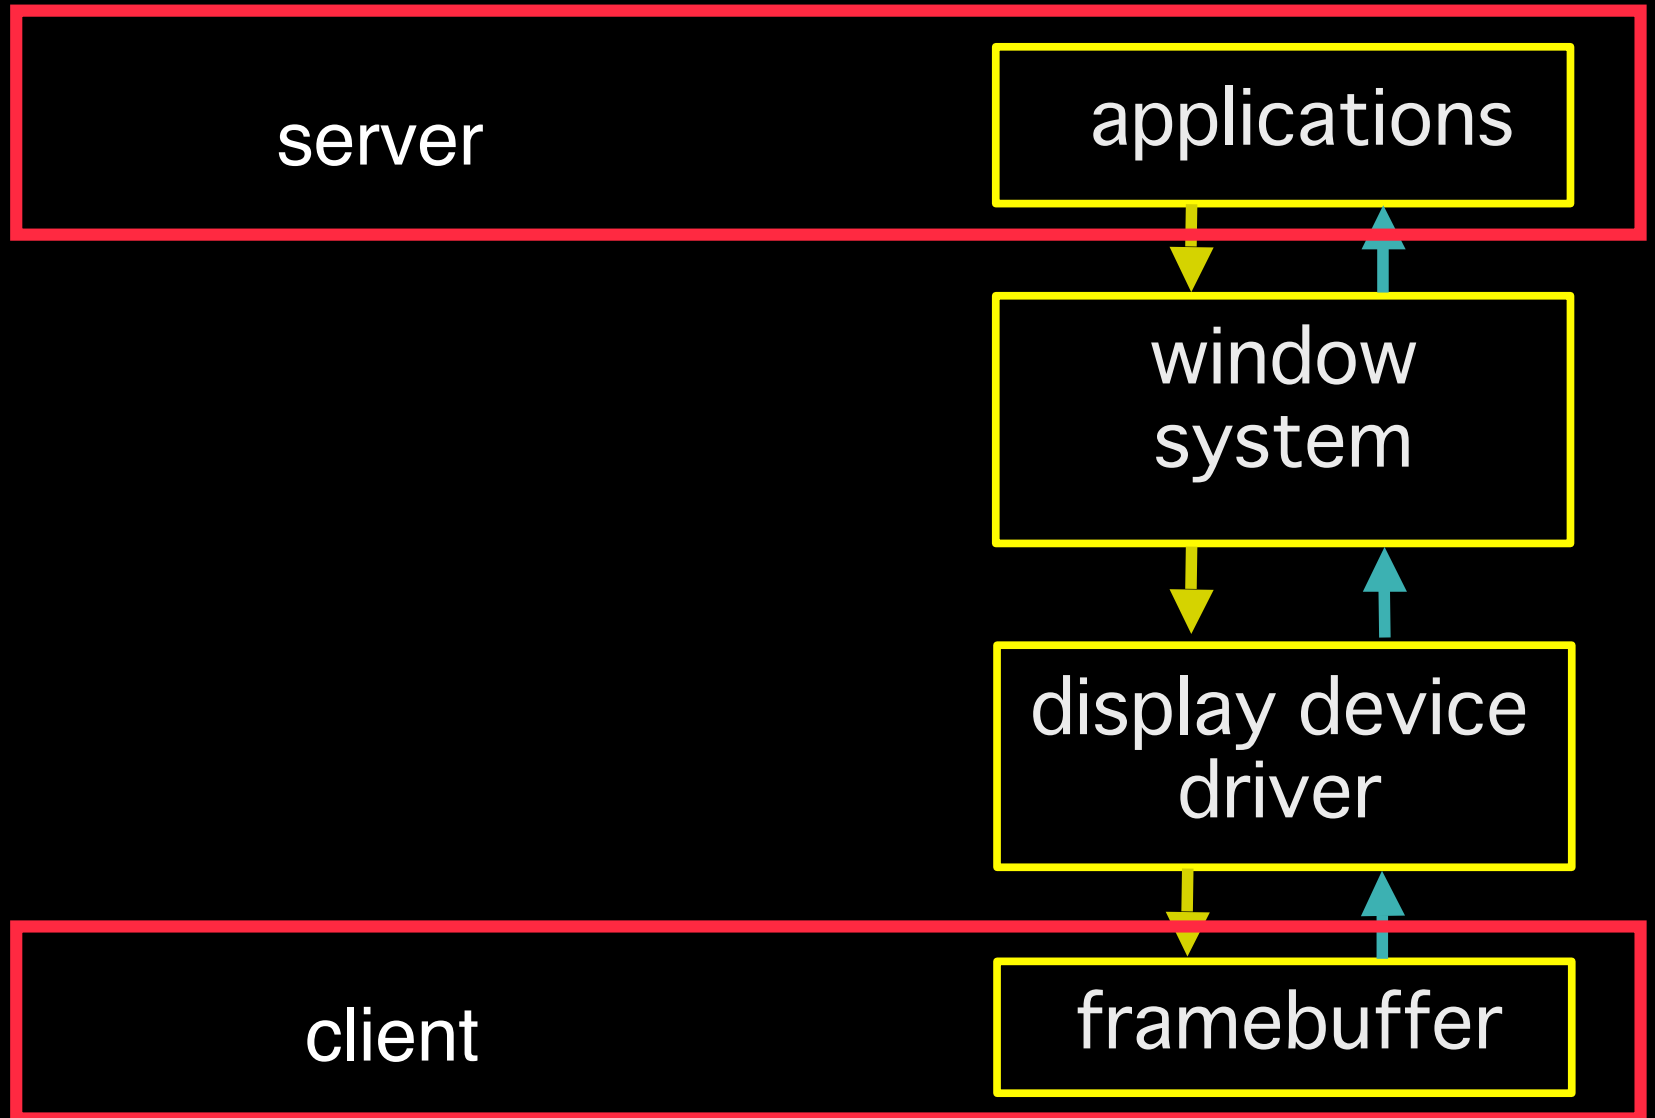 server
applications
window
system
display device
driver
client
framebuffer